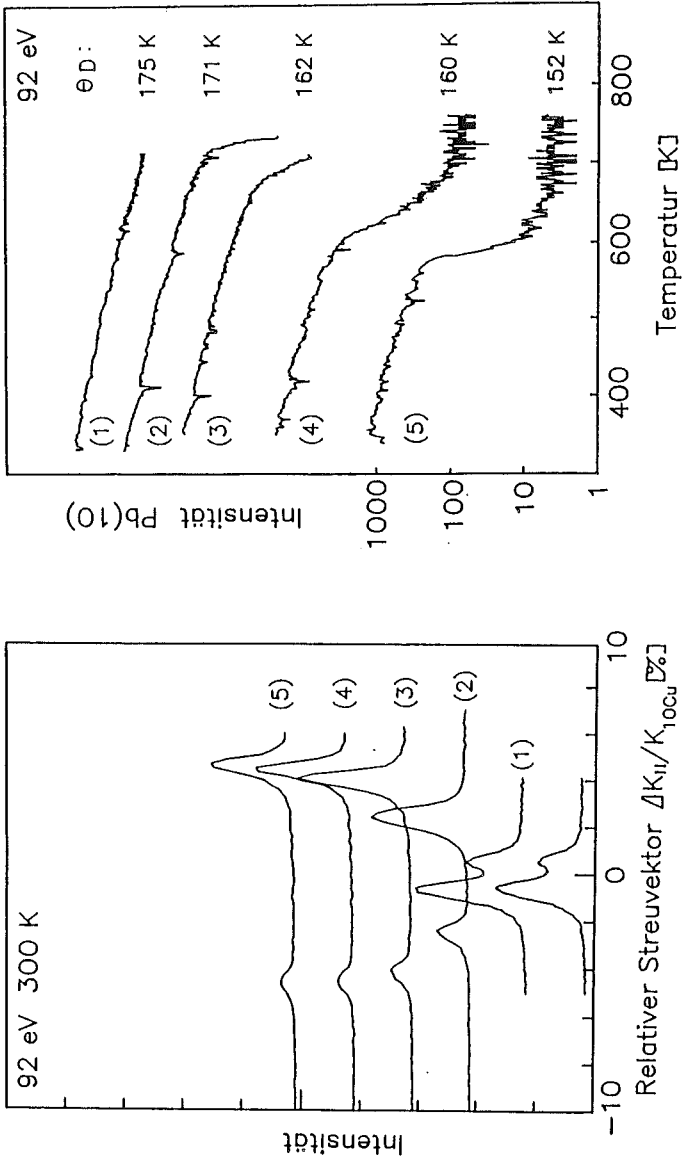 92 eV 300 K
(5)
(4)
(3)
(2)
(1)
Intensität
-10
0
10
Relativer Streuvektor ΔK11/K10Cu [%]
92 eV
ΘD:
175 K
171 K
162 K
160 K
152 K
(1)
(2)
(3)
(4)
(5)
Intensität Pb(10)
1000
100
10
1
400
600
800
Temperatur [K]